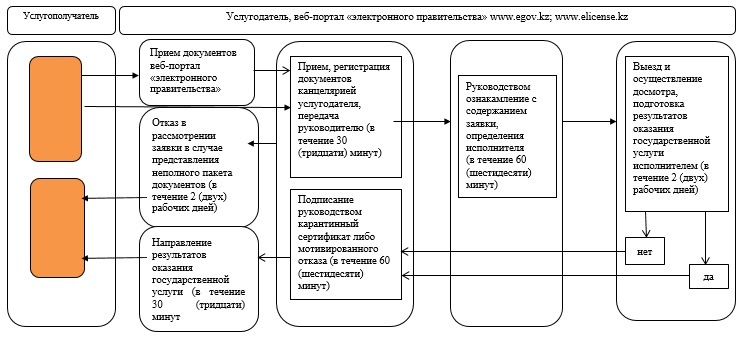 Услугополучатель
Услугодатель, веб-портал «электронного правительства» www.egov.kz; www.elicense.kz
Прием документов
веб-портал
«электронного
правительства»
Отказ в
рассмотрении
заявки в случае
представления
неполного пакета
документов (в
течение 2 (двух)
рабочих дней)
Направление
результатов
оказания
государственной
услуги (в течение
30 (тридцати)
минут
Прием, регистрация
документов
канцелярией
услугодателя,
передача
руководителю (в
течение 30
(тридцати) минут)
Подписание
руководством
карантинный
сертификат либо
мотивированного
отказа (в течение 60
(шестидесяти)
минут)
Руководством
ознакамление с
содержанием
заявки,
определения
исполнителя
(в течение 60
(шестидесяти)
минут)
Выезд и
осуществление
досмотра,
подготовка
результатов
оказания
государственной
услуги
исполнителем (в
течение 2 (двух)
рабочих дней)
нет
да